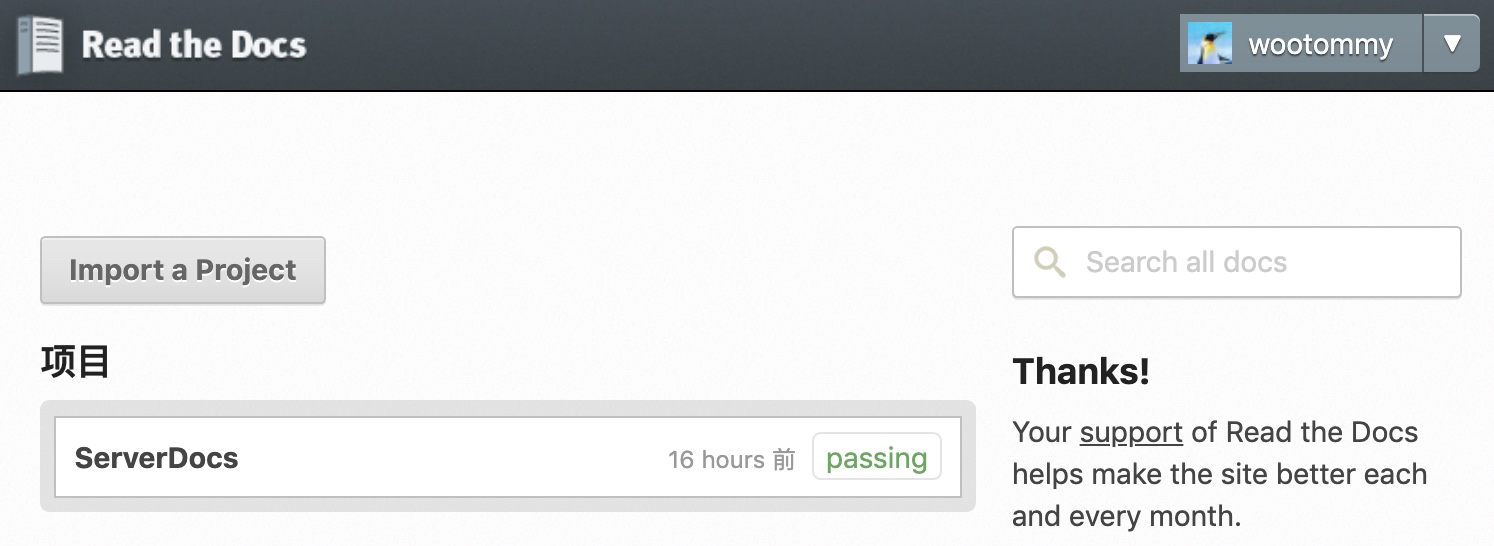 Read the Docs
wootommy
Import a Project
Search all docs
项目
ServerDocs
16 hours 前
passing
Thanks!
Your support of Read the Docs
helps make the site better each
and every month.